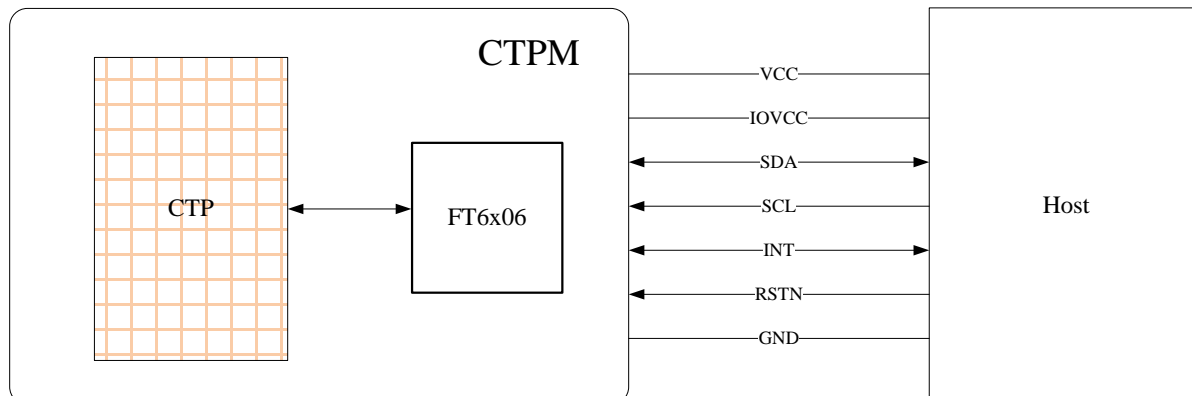 CTPM
CTP
FT6x06
VCC
IOVCC
SDA
SCL
INT
RSTN
GND
Host